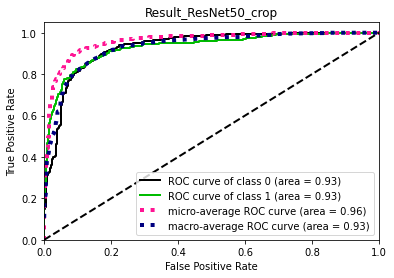 Result_ResNet50_crop
True Positive Rate
1.0
0.8
0.6
0.4
0.2
0.0
ROC curve of class 0 (area = 0.93)
ROC curve of class 1 (area = 0.93)
micro-average ROC curve (area = 0.96)
macro-average ROC curve (area = 0.93)
0.0 0.2 0.4 0.6 0.8 1.0
False Positive Rate